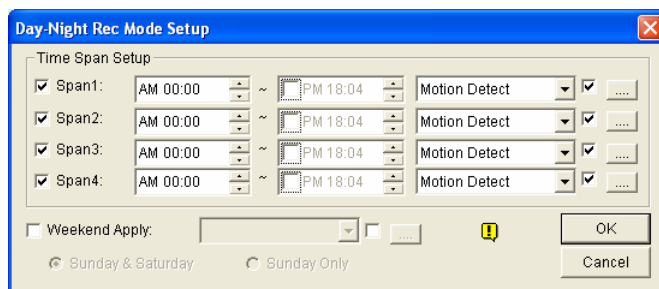 Day-Night Rec Mode Setup
Time Span Setup
Span1: AM 00:00 ~ PM 18:04 Motion Detect ....
Span2: AM 00:00 ~ PM 18:04 Motion Detect ....
Span3: AM 00:00 ~ PM 18:04 Motion Detect ....
Span4: AM 00:00 ~ PM 18:04 Motion Detect ....
Weekend Apply: .... ! OK
Sunday & Saturday Sunday Only Cancel